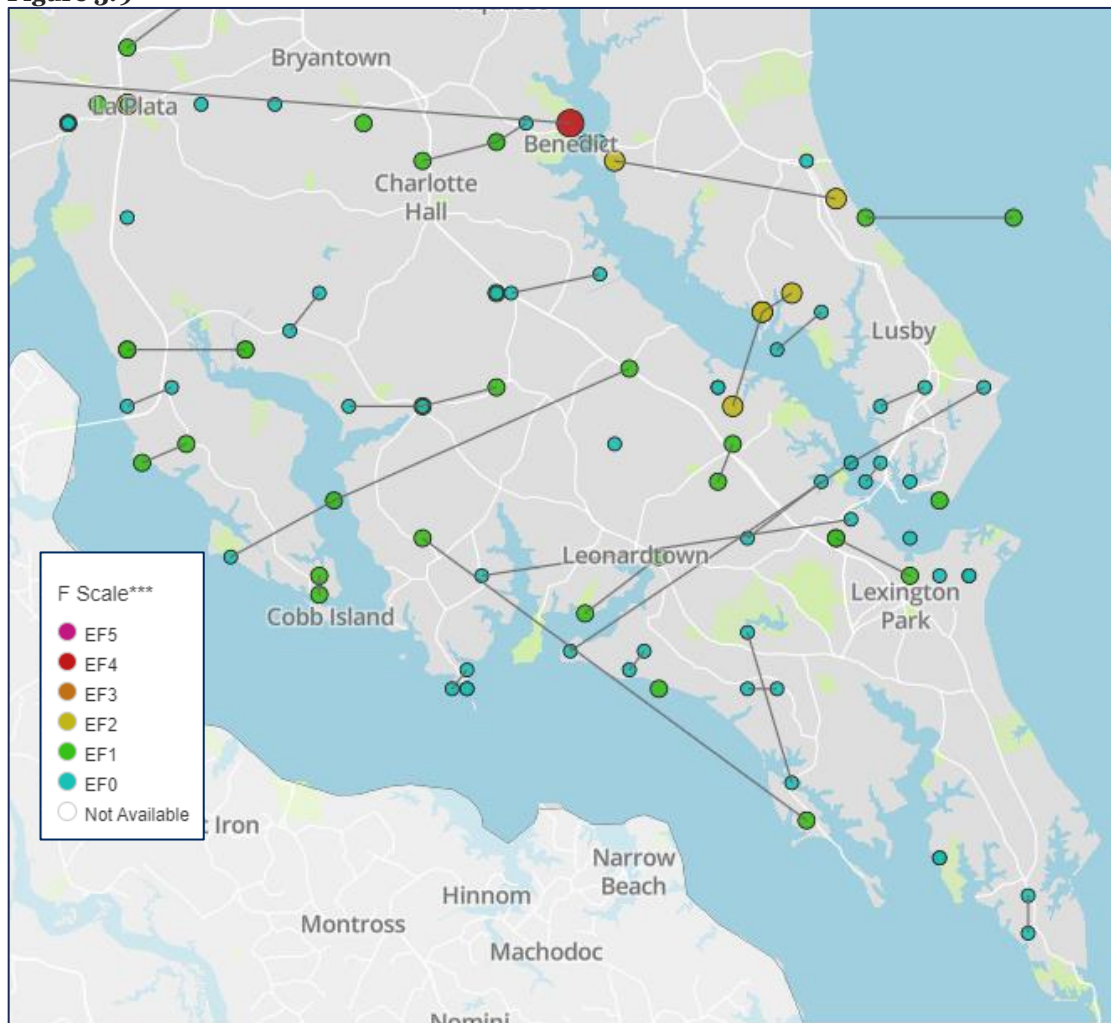 Bryantown
La Plata
Benedict
Charlotte
Hall
Lusby
Leonardtown
Lexington
Park
Cobb Island
F Scale***
EF5
EF4
EF3
EF2
EF1
EF0
Not Available
Iron
Narrow
Beach
Hinnom
Montross
Machodoc
Nomini